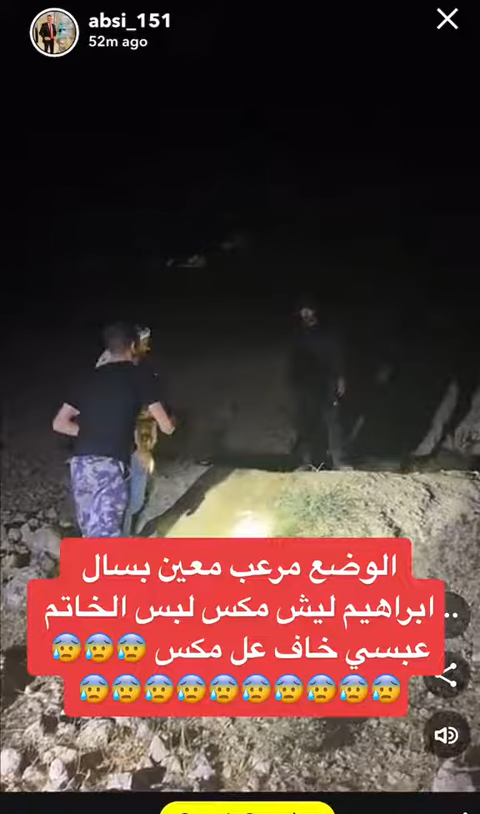 absi_151
52m ago
الوضع مرعب معين بسال
ابراهيم ليش مكس لبس الخاتم ..
عبسي خاف عل مكس 😰😰😰
😰😰😰😰😰😰😰😰😰😰